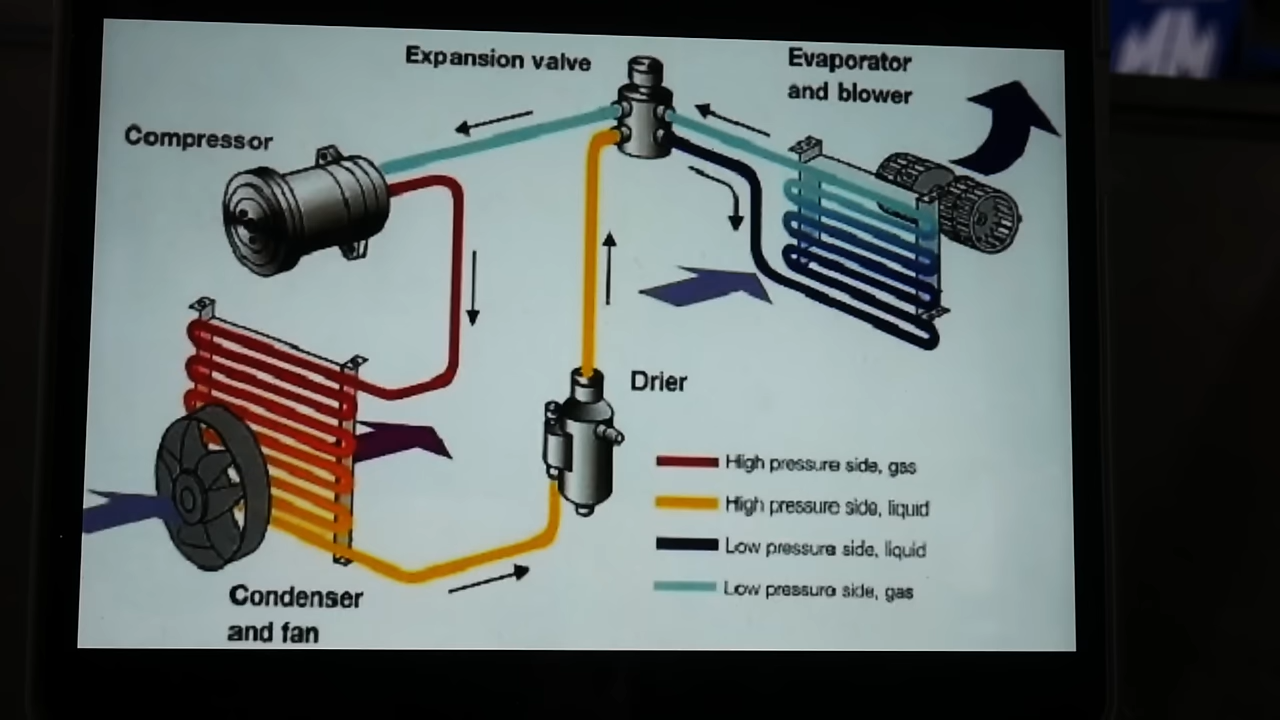 Expansion valve
Evaporator
and blower
Compressor
Drier
High pressure side, gas
High pressure side, liquid
Low pressure side, liquid
Low pressure side, gas
Condenser
and fan